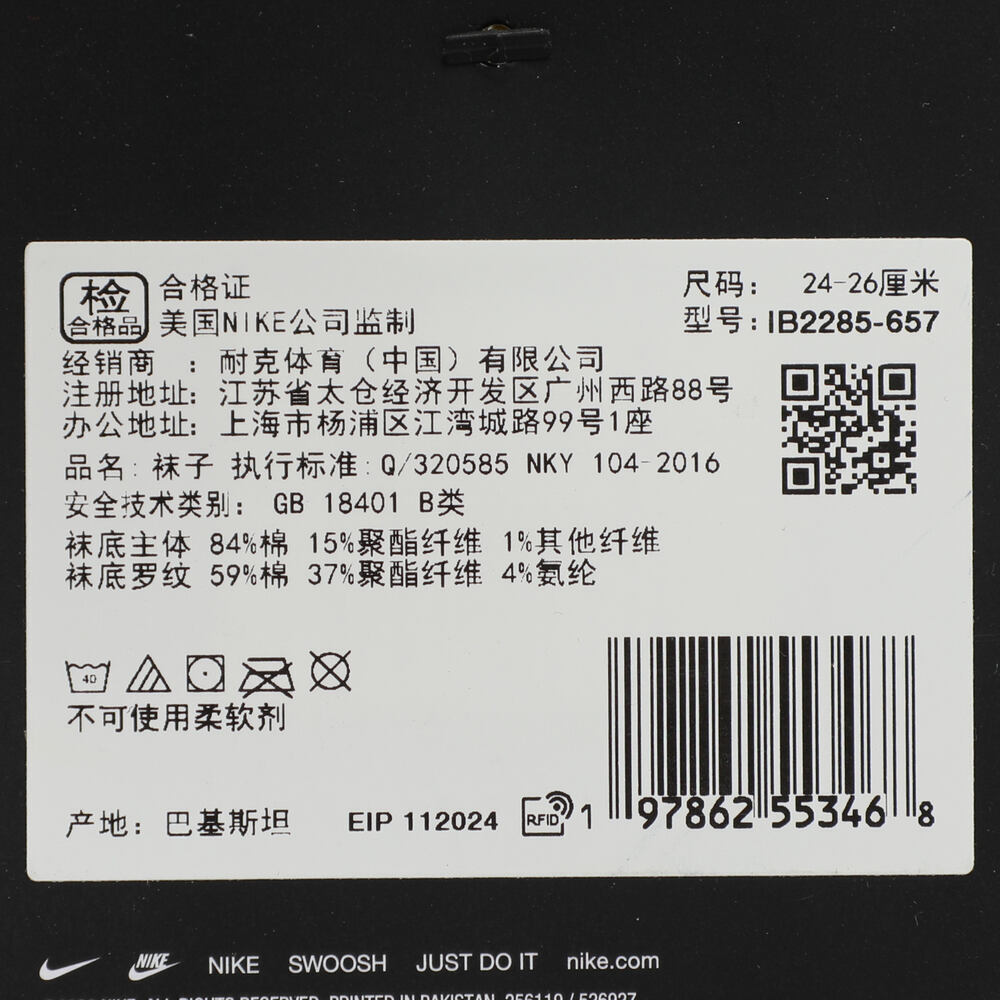 检
合格品
合格证
美国NIKE公司监制
尺码： 24-26厘米
型号：IB2285-657
经销商 ： 耐克体育（中国）有限公司
注册地址： 江苏省太仓经济开发区广州西路88号
办公地址： 上海市杨浦区江湾城路99号1座
品名: 袜子 执行标准: Q/320585 NKY 104-2016
安全技术类别： GB 18401 B类
袜底主体 84%棉 15%聚酯纤维 1%其他纤维
袜底罗纹 59%棉 37%聚酯纤维 4%氨纶
40
不可使用柔软剂
产地： 巴基斯坦
EIP 112024
RFID
1 97862 55346 8
NIKE
NIKE SWOOSH JUST DO IT nike.com
ALL RIGHTS RESERVED. PRINTED IN PAKISTAN.